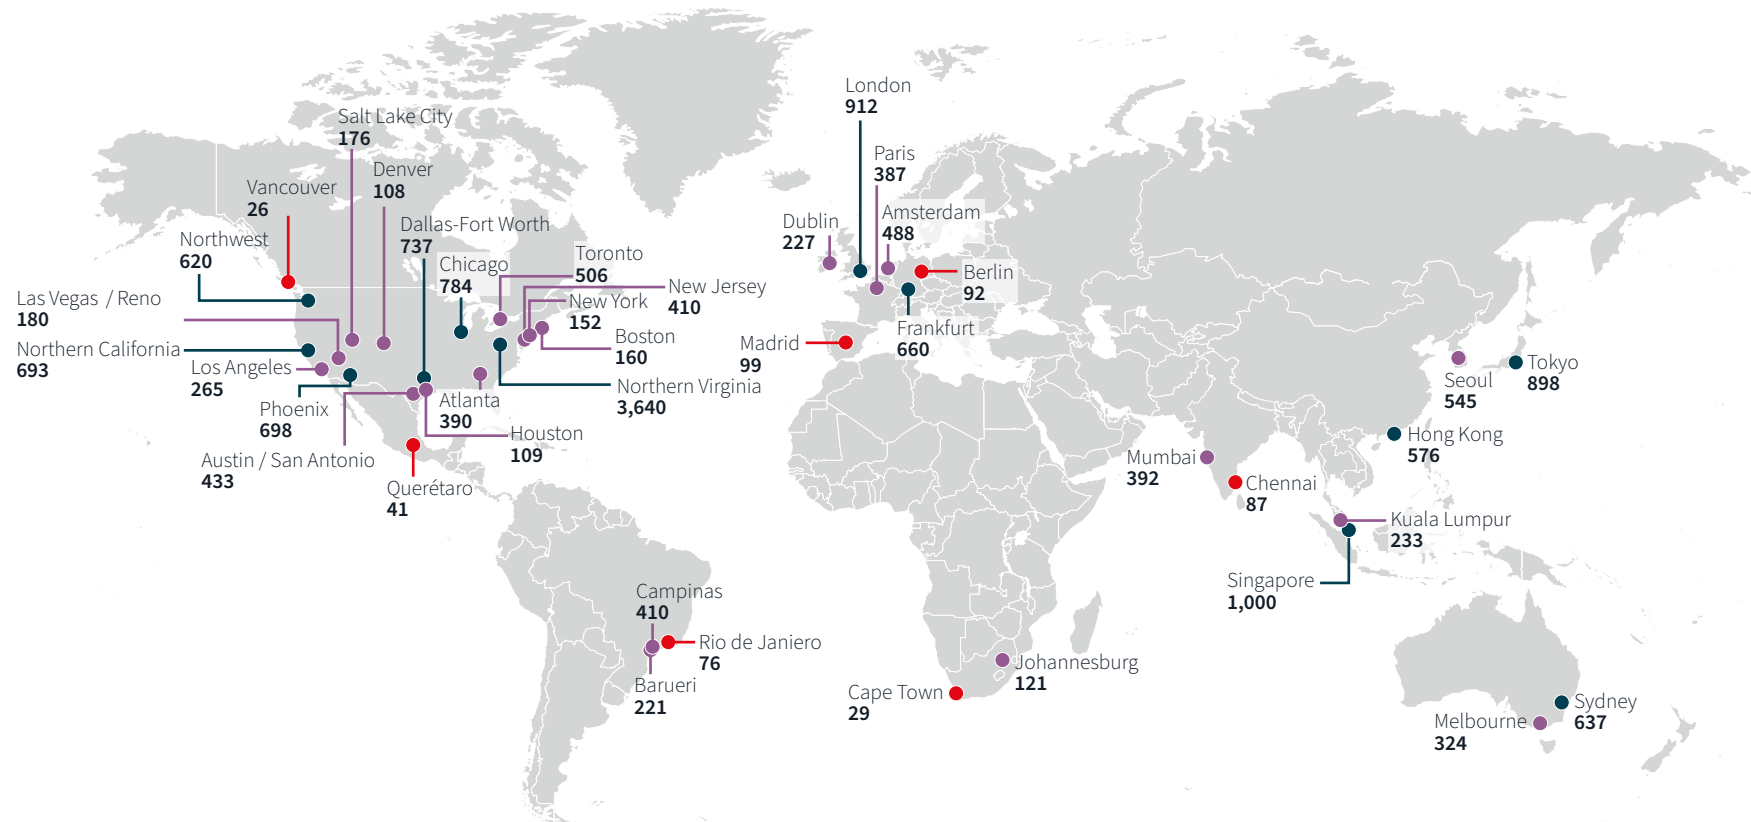 London
912
Salt Lake City
176
Paris
387
Denver
108
Vancouver
26
Amsterdam
488
Dublin
227
Dallas-Fort Worth
737
Northwest
620
Toronto
506
Chicago
784
Berlin
92
New Jersey
410
Las Vegas / Reno
180
New York
152
Frankfurt
660
Boston
160
Madrid
99
Northern California
693
Los Angeles
265
Tokyo
898
Seoul
545
Northern Virginia
3,640
Atlanta
390
Phoenix
698
Houston
109
Hong Kong
576
Austin / San Antonio
433
Mumbai
392
Querétaro
41
Chennai
87
Kuala Lumpur
233
Singapore
1,000
Campinas
410
Rio de Janiero
76
Johannesburg
121
Barueri
221
Cape Town
29
Sydney
637
Melbourne
324